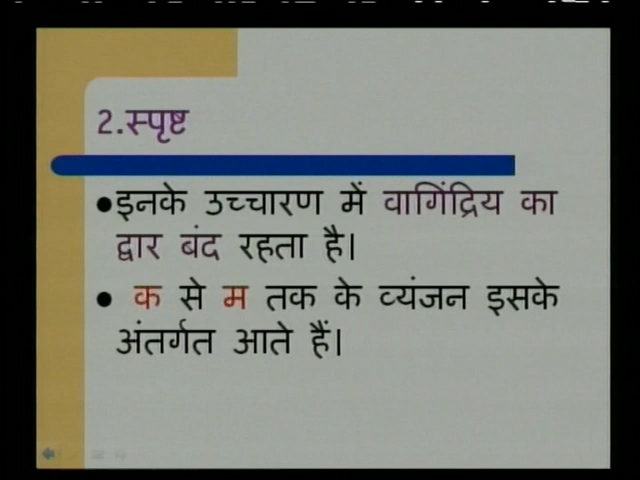 2.स्पृष्ट
•इनके उच्चारण में वागिंद्रिय का
द्वार बंद रहता है।
• क से म तक के व्यंजन इसके
अंतर्गत आते हैं।